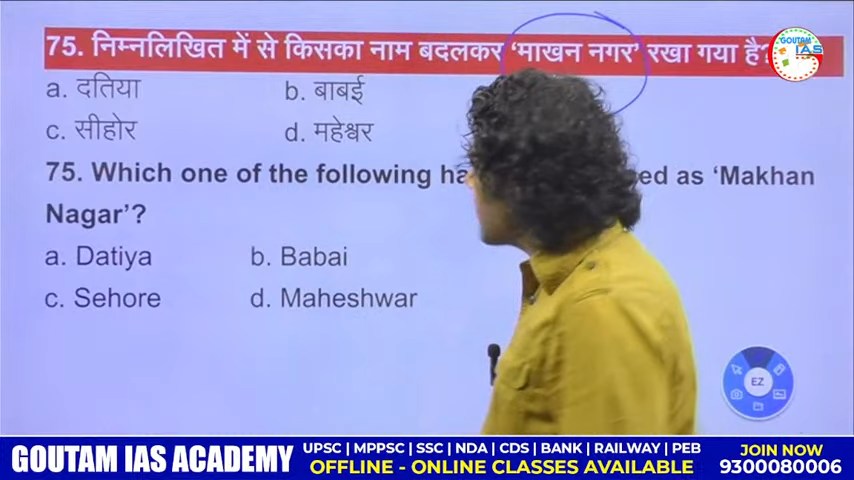 75. निम्नलिखित में से किसका नाम बदलकर ‘माखन नगर’ रखा गया है?
GOUTAM
IAS
a. दतिया b. बाबई
c. सीहोर d. महेश्वर
75. Which one of the following ha ed as ‘Makhan
Nagar’?
a. Datiya b. Babai
c. Sehore d. Maheshwar
EZ
GOUTAM IAS ACADEMY
UPSC | MPPSC | SSC | NDA | CDS | BANK | RAILWAY | PEB
OFFLINE - ONLINE CLASSES AVAILABLE
JOIN NOW
9300080006